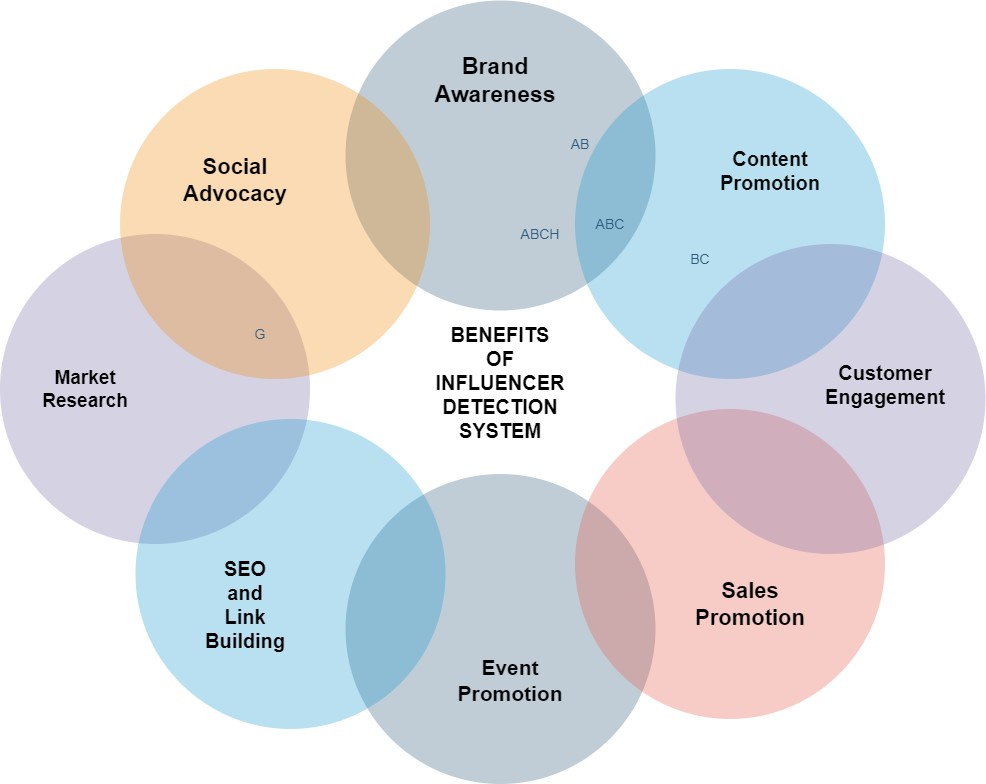 Brand
Awareness
AB
ABC
ABCH
Content
Promotion
BC
Social
Advocacy
G
Market
Research
BENEFITS
OF
INFLUENCER
DETECTION
SYSTEM
Customer
Engagement
SEO
and
Link
Building
Event
Promotion
Sales
Promotion